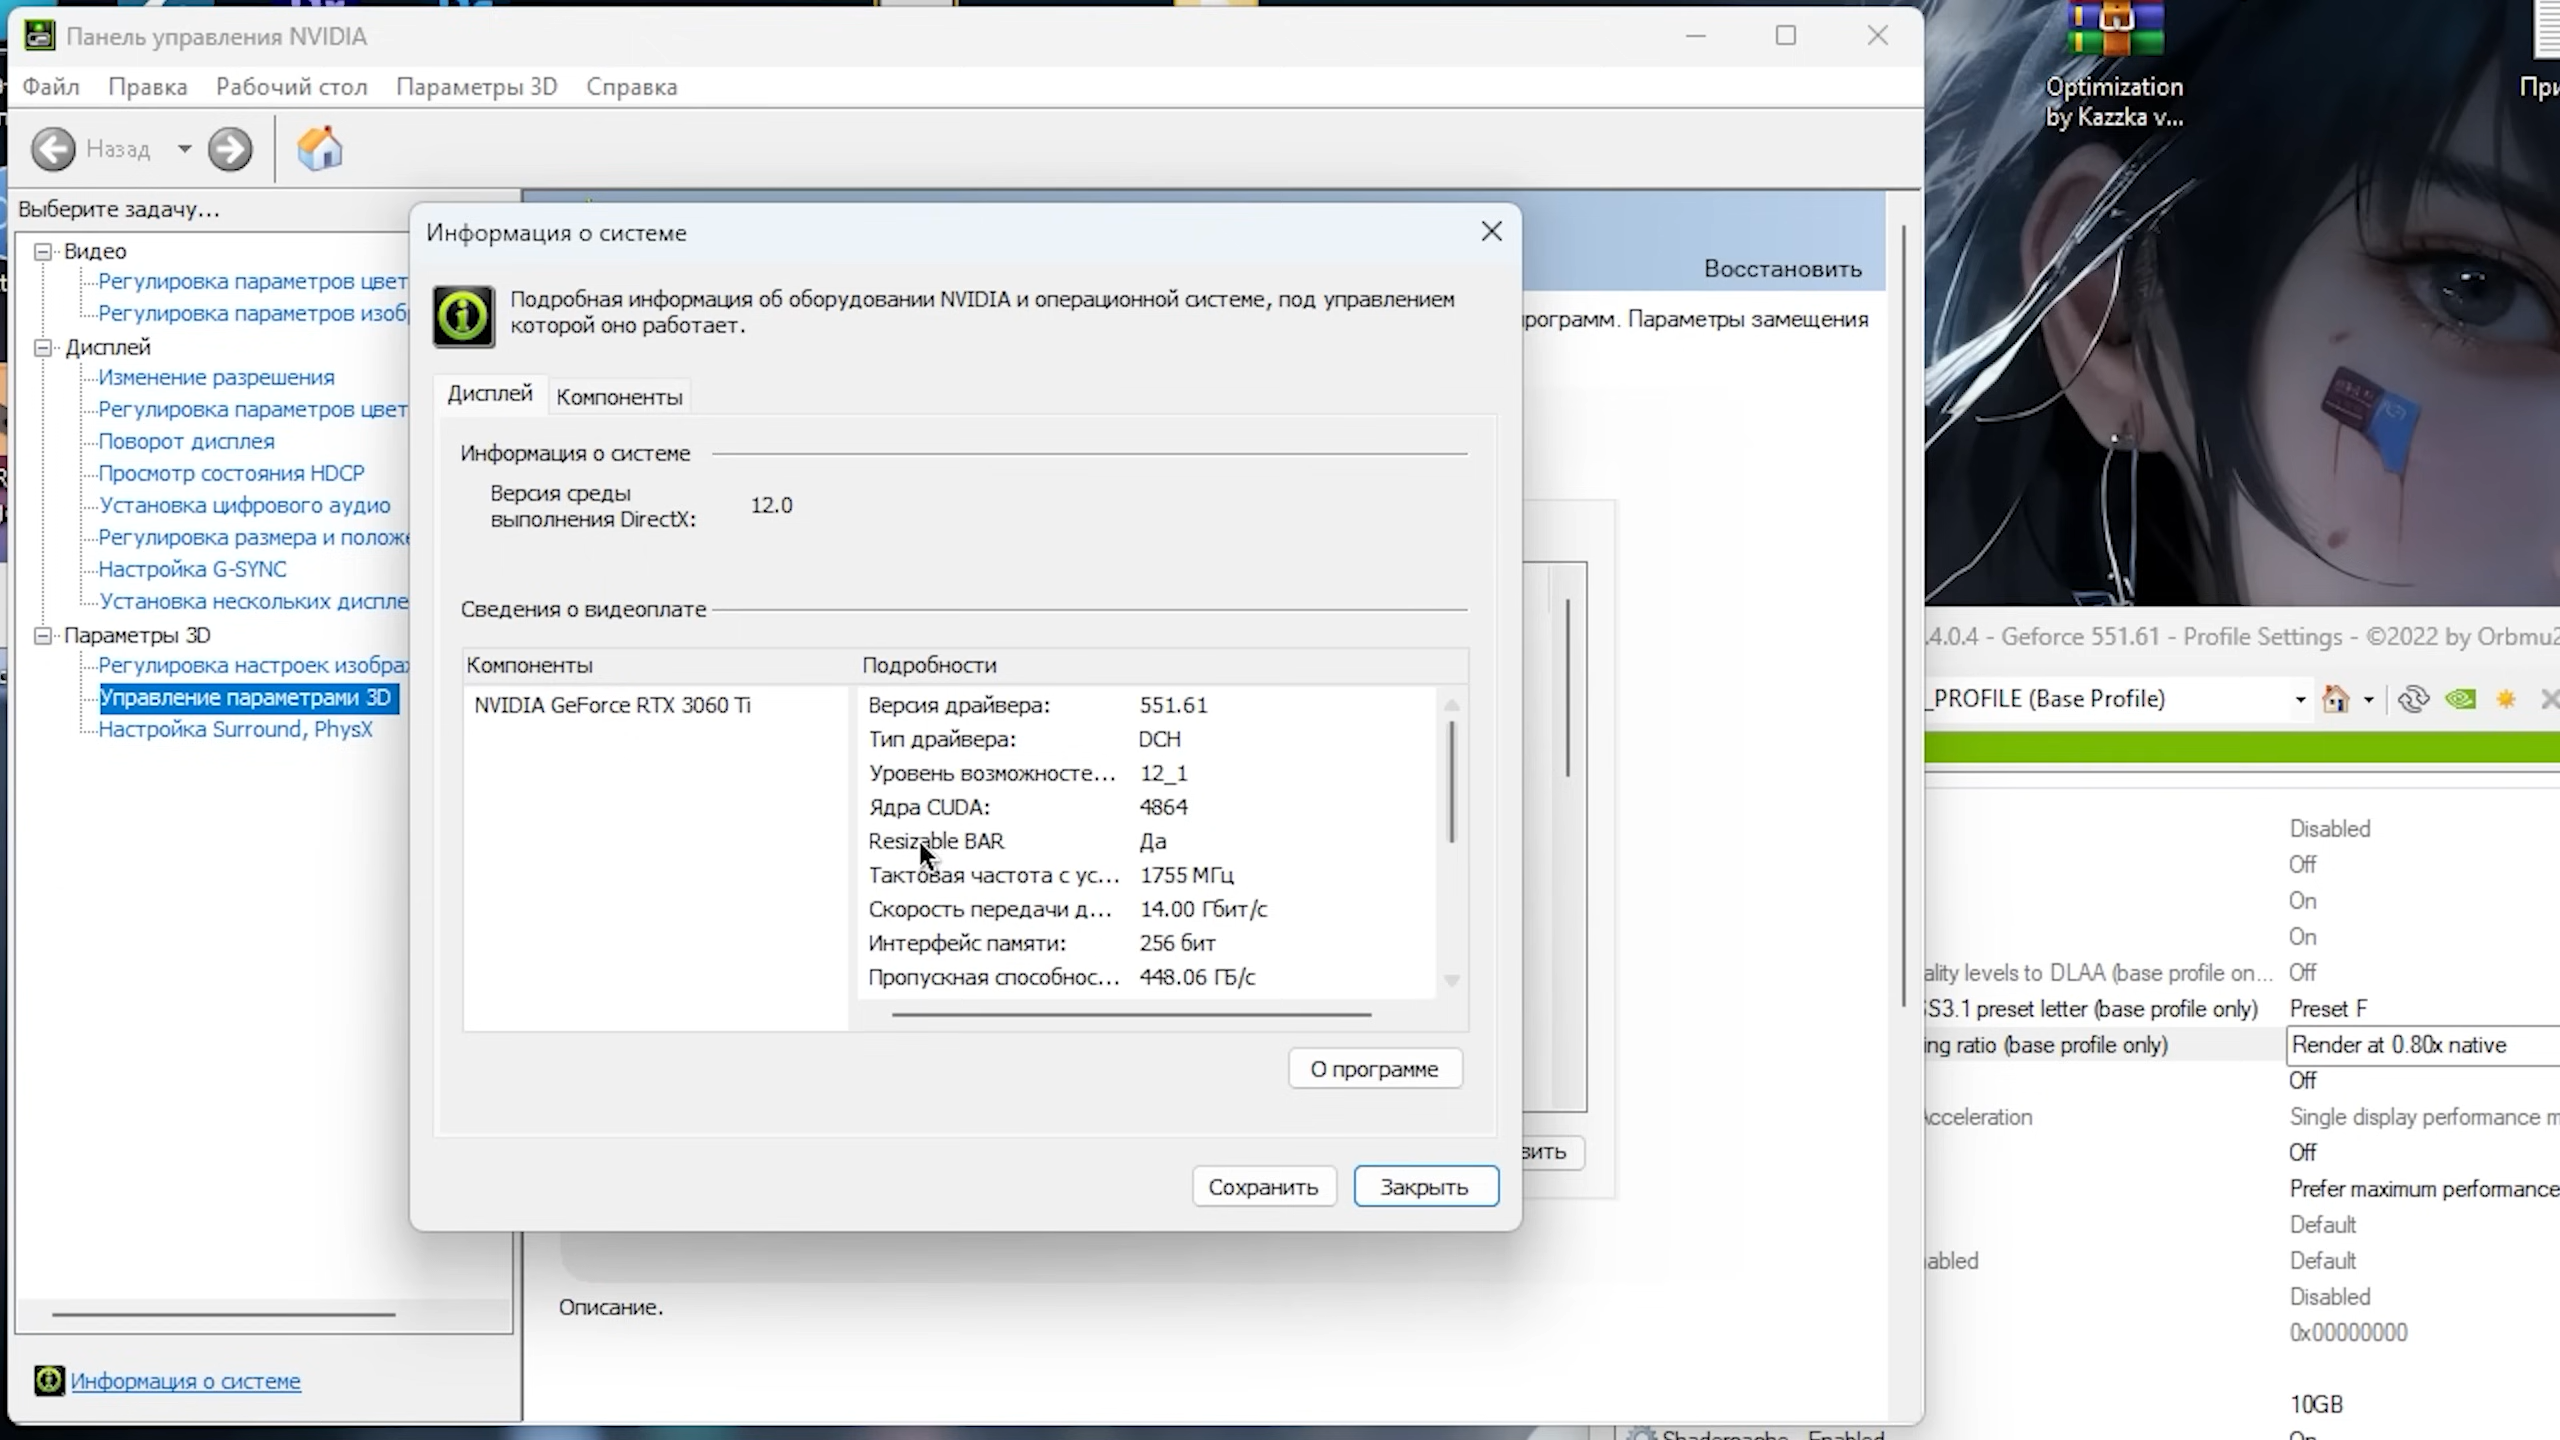 Панель управления NVIDIA
Файл Правка Рабочий стол Параметры 3D Справка
Назад
Выберите задачу...
Видео
Регулировка параметров цвет
Регулировка параметров изоб
Дисплей
Изменение разрешения
Регулировка параметров цвет
Поворот дисплея
Просмотр состояния HDCP
Установка цифрового аудио
Регулировка размера и положе
Настройка G-SYNC
Установка нескольких диспле
Параметры 3D
Регулировка настроек изобра
Управление параметрами 3D
Настройка Surround, PhysX
Информация о системе
Восстановить
программ. Параметры замещения
вить
Описание.
Информация о системе
Подробная информация об оборудовании NVIDIA и операционной системе, под управлением
которой оно работает.
Дисплей Компоненты
Информация о системе
Версия среды
выполнения DirectX: 12.0
Сведения о видеоплате
Компоненты Подробности
NVIDIA GeForce RTX 3060 Ti
Версия драйвера: 551.61
Тип драйвера: DCH
Уровень возможносте... 12_1
Ядра CUDA: 4864
Resizable BAR Да
Тактовая частота с ус... 1755 МГц
Скорость передачи д... 14.00 Гбит/с
Интерфейс памяти: 256 бит
Пропускная способнос... 448.06 ГБ/с
О программе
Сохранить Закрыть
Optimization
by Kazzka v...
При
.4.0.4 - Geforce 551.61 - Profile Settings - ©2022 by Orbmu2
_PROFILE (Base Profile)
Disabled
Off
On
On
ality levels to DLAA (base profile on... Off
SS3.1 preset letter (base profile only) Preset F
ing ratio (base profile only) Render at 0.80x native
Off
Acceleration Single display performance m
Off
Prefer maximum performance
Default
abled Default
Disabled
0x00000000
10GB
Shadercache - Enabled On